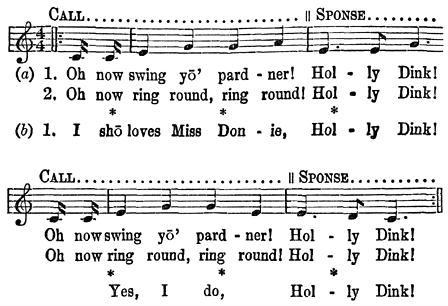 CALL........................ || SPONSE...............
(a) 1. Oh now swing yō' pard - ner! Hol - ly Dink!
2. Oh now ring round, ring round! Hol - ly Dink!
* * *
(b) 1. I shō loves Miss Don - ie, Hol - ly Dink!
CALL........................ || SPONSE...............
Oh now swing yō' pard - ner! Hol - ly Dink!
Oh now ring round, ring round! Hol - ly Dink!
* * *
Yes, I do, Hol - ly Dink!